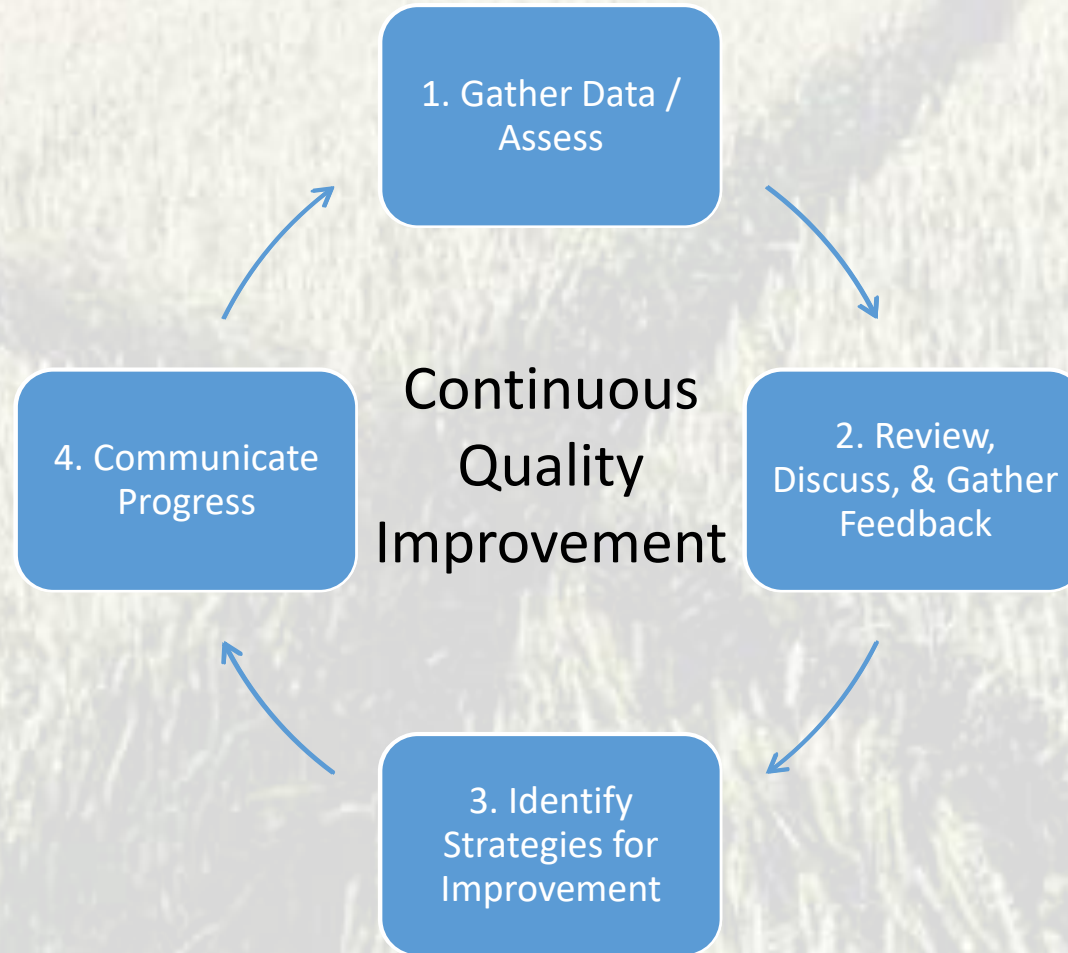 1. Gather Data /
Assess
Continuous
Quality
Improvement
2. Review,
Discuss, & Gather
Feedback
3. Identify
Strategies for
Improvement
4. Communicate
Progress